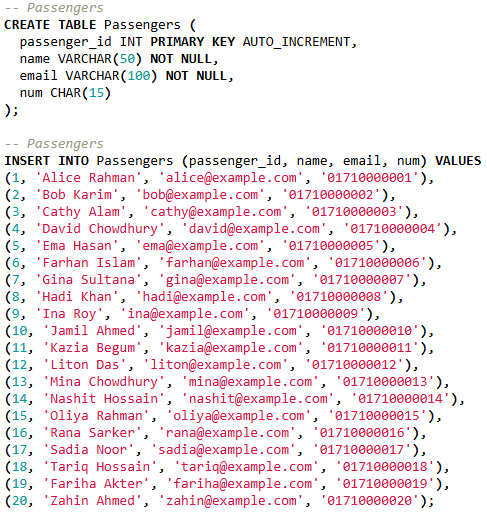 -- Passengers
CREATE TABLE Passengers (
  passenger_id INT PRIMARY KEY AUTO_INCREMENT,
  name VARCHAR(50) NOT NULL,
  email VARCHAR(100) NOT NULL,
  num CHAR(15)
);

-- Passengers
INSERT INTO Passengers (passenger_id, name, email, num) VALUES
(1, 'Alice Rahman', 'alice@example.com', '01710000001'),
(2, 'Bob Karim', 'bob@example.com', '01710000002'),
(3, 'Cathy Alam', 'cathy@example.com', '01710000003'),
(4, 'David Chowdhury', 'david@example.com', '01710000004'),
(5, 'Ema Hasan', 'ema@example.com', '01710000005'),
(6, 'Farhan Islam', 'farhan@example.com', '01710000006'),
(7, 'Gina Sultana', 'gina@example.com', '01710000007'),
(8, 'Hadi Khan', 'hadi@example.com', '01710000008'),
(9, 'Ina Roy', 'ina@example.com', '01710000009'),
(10, 'Jamil Ahmed', 'jamil@example.com', '01710000010'),
(11, 'Kazia Begum', 'kazia@example.com', '01710000011'),
(12, 'Liton Das', 'liton@example.com', '01710000012'),
(13, 'Mina Chowdhury', 'mina@example.com', '01710000013'),
(14, 'Nashit Hossain', 'nashit@example.com', '01710000014'),
(15, 'Oliya Rahman', 'oliya@example.com', '01710000015'),
(16, 'Rana Sarker', 'rana@example.com', '01710000016'),
(17, 'Sadia Noor', 'sadia@example.com', '01710000017'),
(18, 'Tariq Hossain', 'tariq@example.com', '01710000018'),
(19, 'Fariha Akter', 'fariha@example.com', '01710000019'),
(20, 'Zahin Ahmed', 'zahin@example.com', '01710000020');